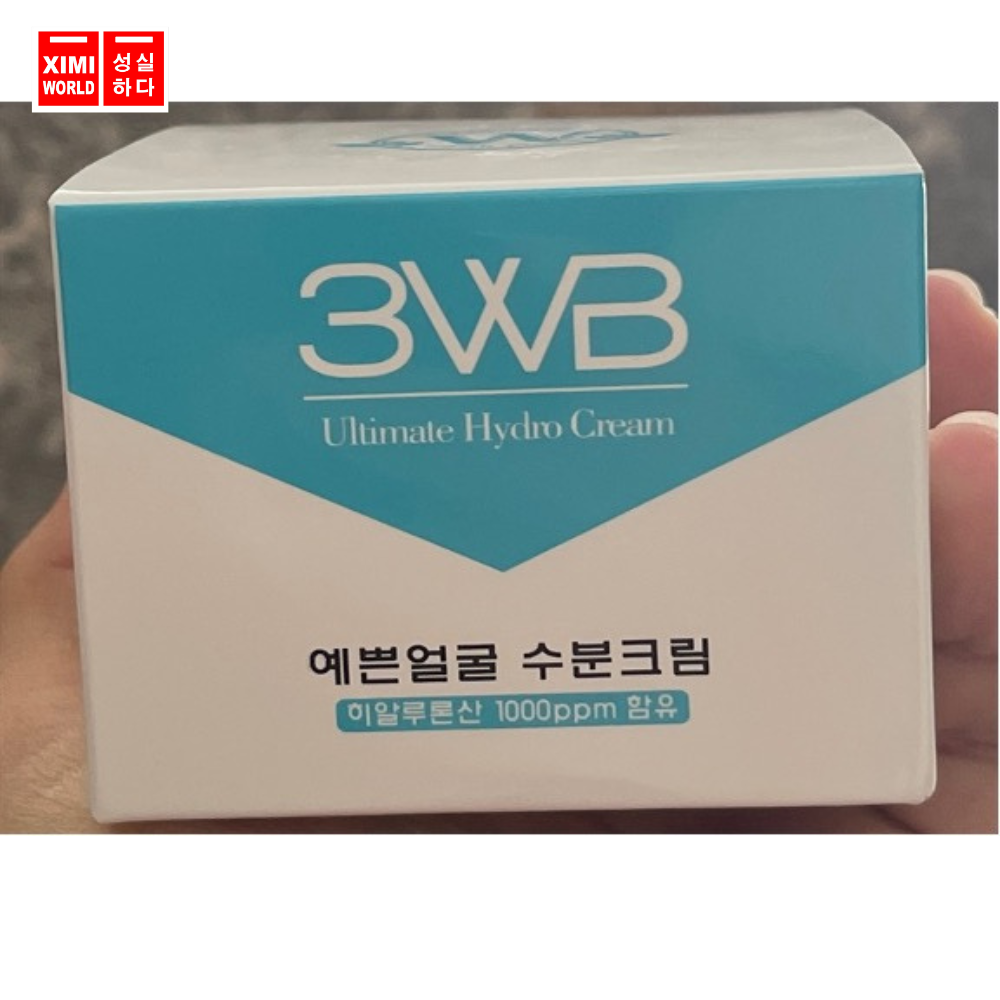 XIMI
WORLD
성실
하다
3WB
Ultimate Hydro Cream
예쁜얼굴 수분크림
히알루론산 1000ppm 함유